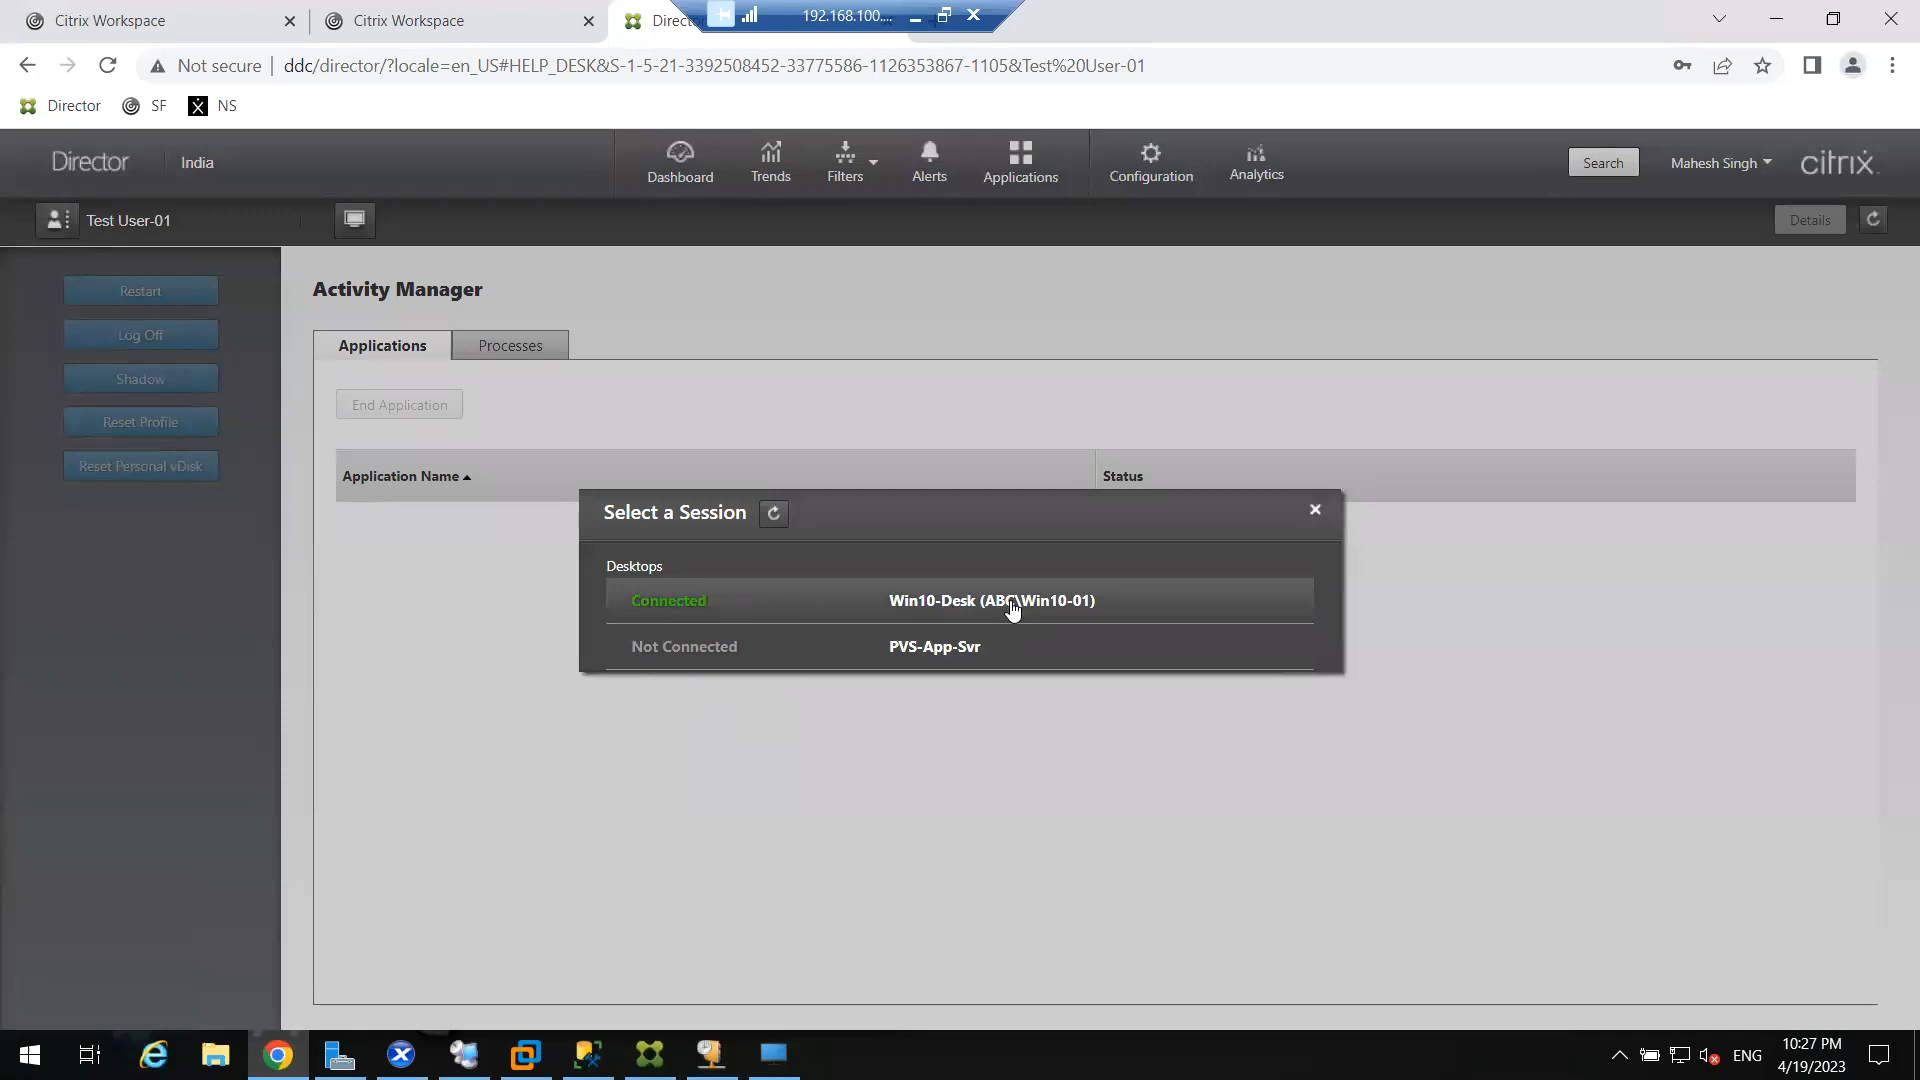 Citrix Workspace
Citrix Workspace
Director
192.168.100....
Not secure
ddc/director/?locale=en_US#HELP_DESK&S-1-5-21-3392508452-33775586-1126353867-1105&Test%20User-01
Director
SF
NS
Director
India
Dashboard
Trends
Filters
Alerts
Applications
Configuration
Analytics
Search
Mahesh Singh
citrix
Test User-01
Details
Restart
Log Off
Shadow
Reset Profile
Reset Personal vDisk
Activity Manager
Applications
Processes
End Application
Application Name
Status
Select a Session
Desktops
Connected
Win10-Desk (ABC\Win10-01)
Not Connected
PVS-App-Svr
ENG
10:27 PM
4/19/2023